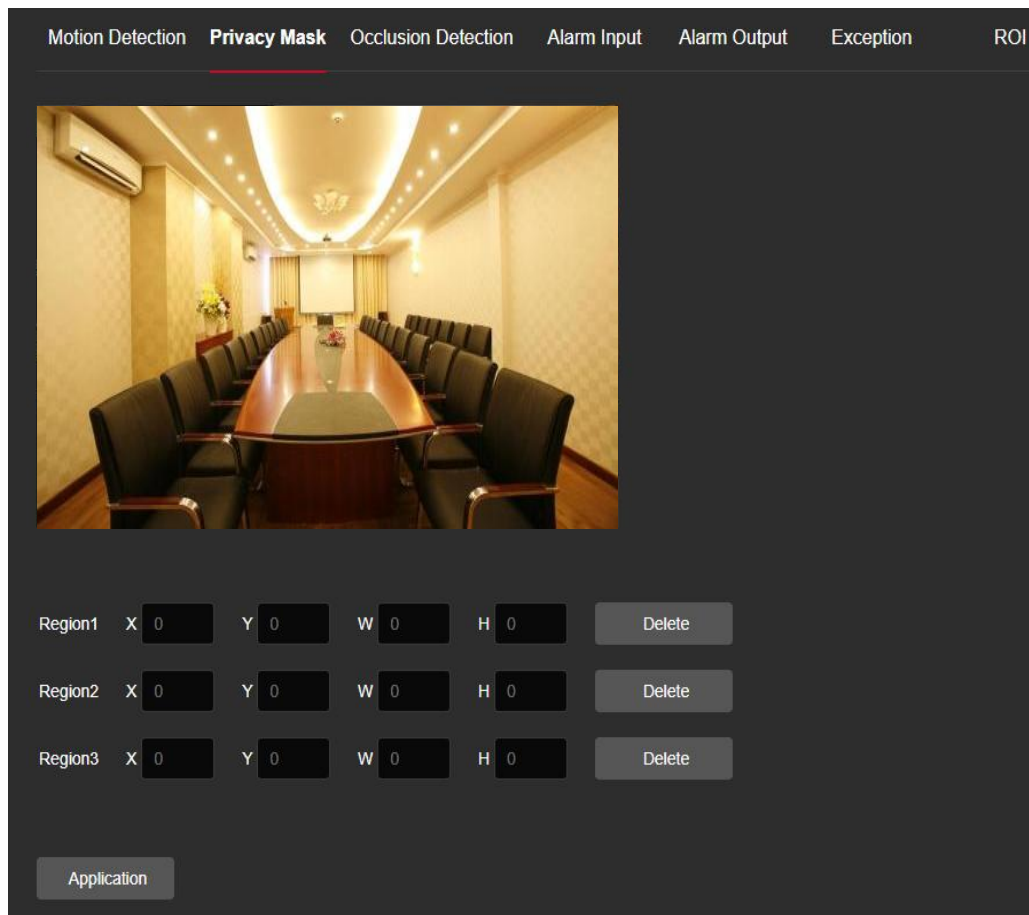 Motion Detection Privacy Mask Occlusion Detection Alarm Input Alarm Output Exception ROI
Region1 X 0 Y 0 W 0 H 0 Delete
Region2 X 0 Y 0 W 0 H 0 Delete
Region3 X 0 Y 0 W 0 H 0 Delete
Application